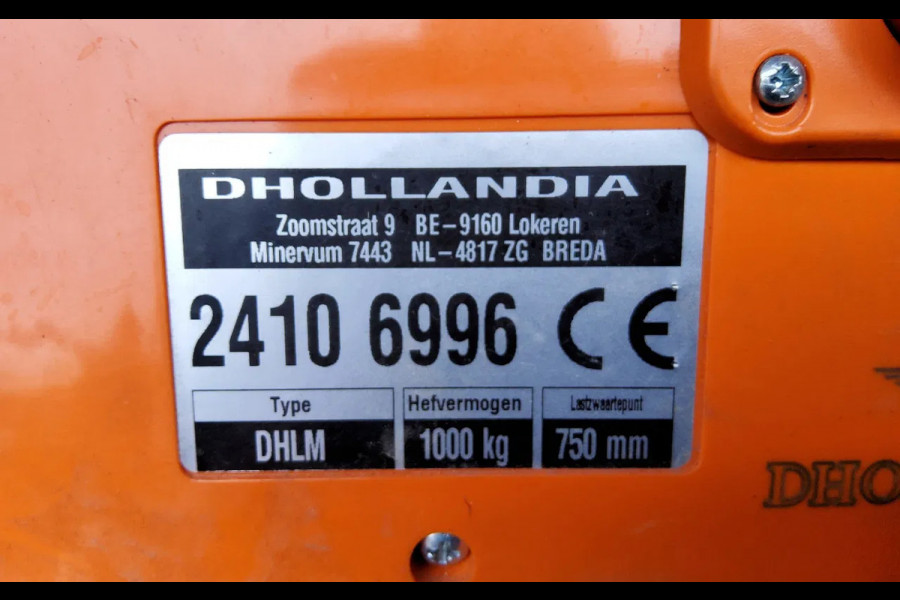 DHOLLANDIA
Zoomstraat 9 BE-9160 Lokeren
Minervum 7443 NL-4817 ZG BREDA
2410 6996 CE
Type Hefvermogen Lastzwaartepunt
DHLM 1000 kg 750 mm
DHO